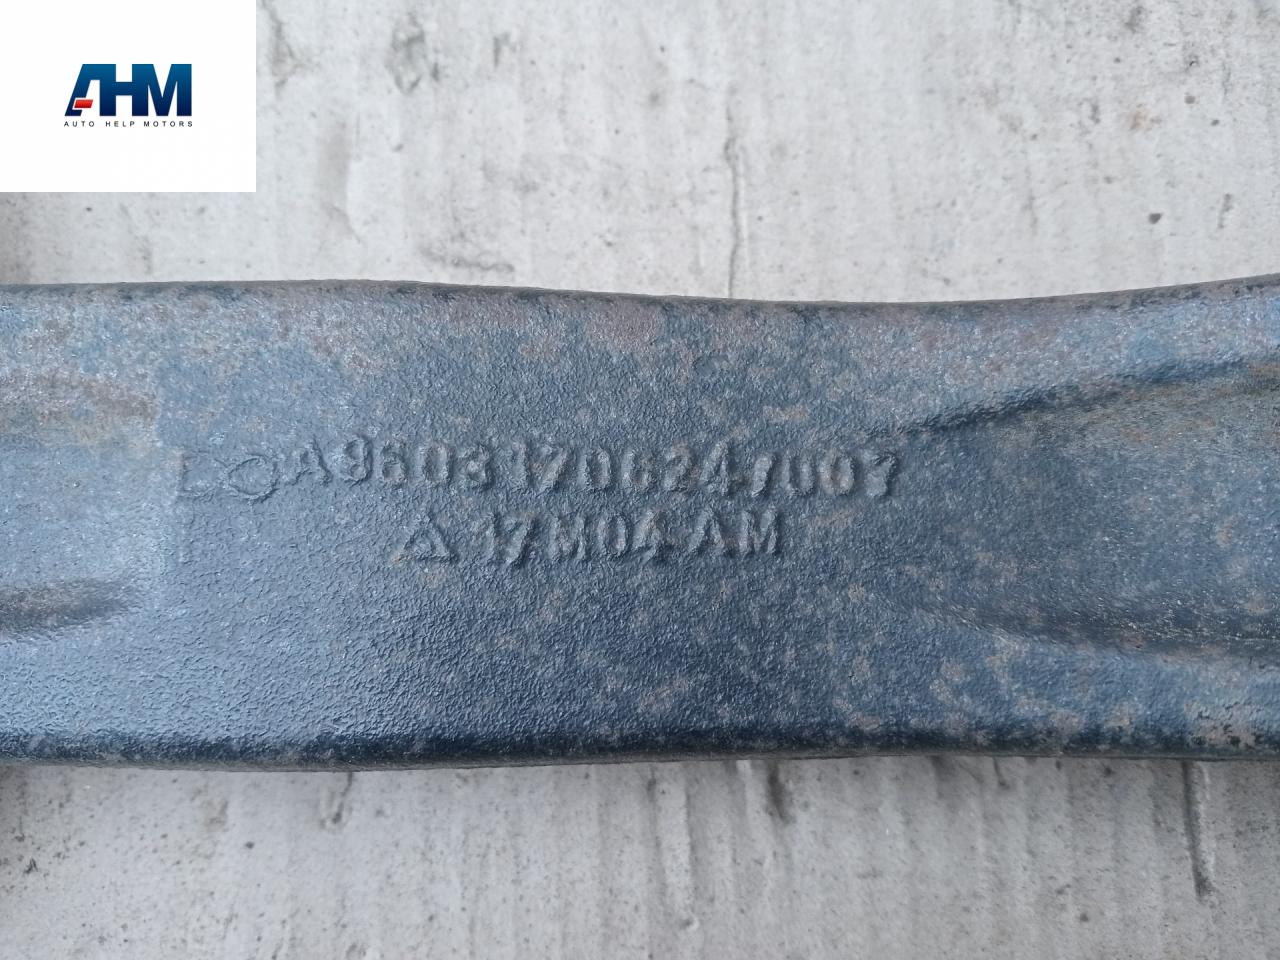 AHM
AUTO HELP MOTORS
A9603170624/007
17M04 AM